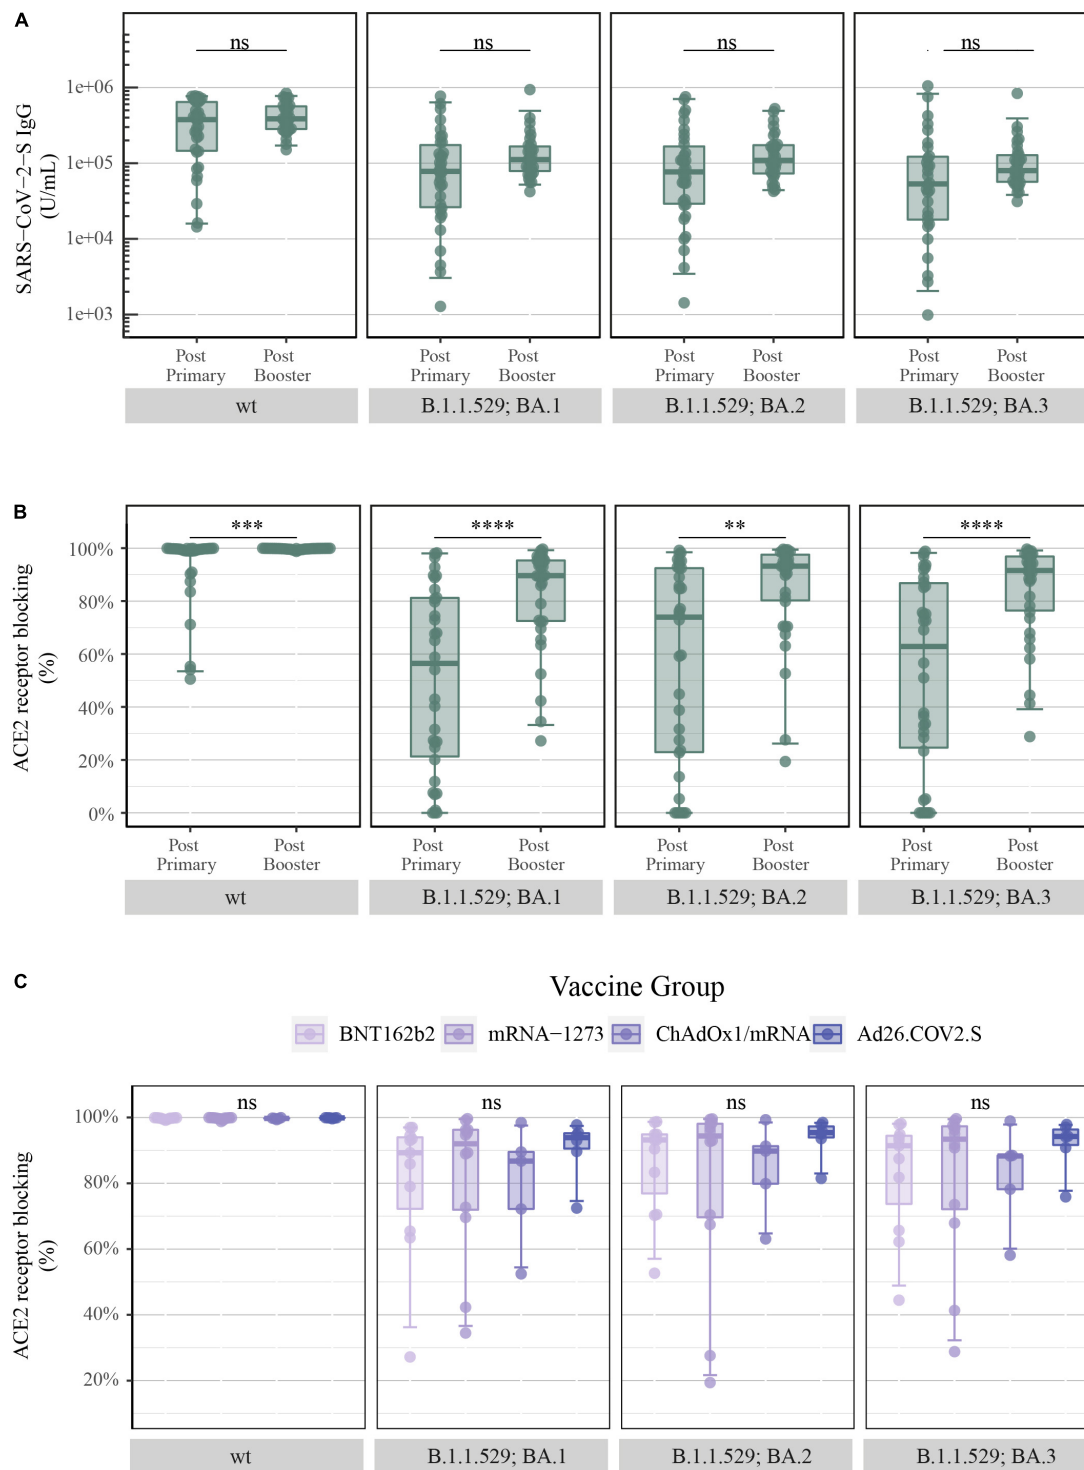 A
ns ns ns ns
1e+06
1e+05
1e+04
1e+03
SARS−CoV−2−S IgG
(U/mL)
Post Post Post Post Post Post Post Post
Primary Booster Primary Booster Primary Booster Primary Booster
wt B.1.1.529; BA.1 B.1.1.529; BA.2 B.1.1.529; BA.3
B
*** **** ** ****
100%
80%
60%
40%
20%
0%
ACE2 receptor blocking
(%)
Post Post Post Post Post Post Post Post
Primary Booster Primary Booster Primary Booster Primary Booster
wt B.1.1.529; BA.1 B.1.1.529; BA.2 B.1.1.529; BA.3
C
Vaccine Group
BNT162b2 mRNA−1273 ChAdOx1/mRNA Ad26.COV2.S
ns ns ns ns
100%
80%
60%
40%
20%
ACE2 receptor blocking
(%)
wt B.1.1.529; BA.1 B.1.1.529; BA.2 B.1.1.529; BA.3